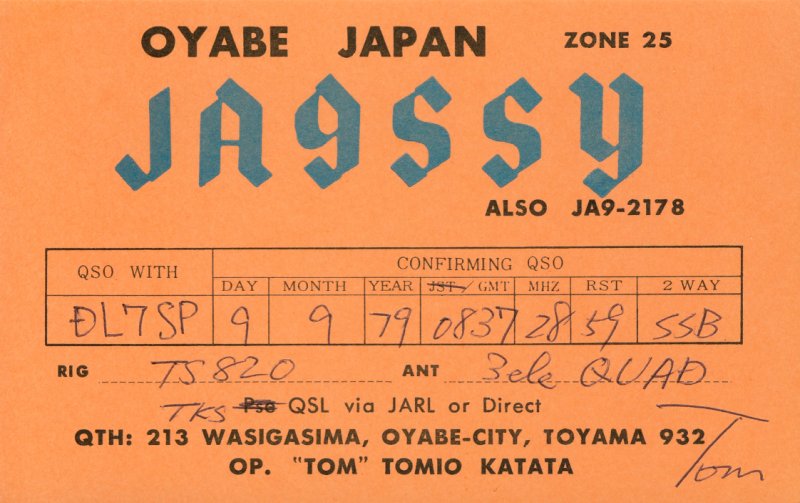 OYABE JAPAN ZONE 25
JA9SSY
ALSO JA9-2178
QSO WITH CONFIRMING QSO
DAY MONTH YEAR JST/GMT MHZ RST 2 WAY
DL7SP 9 9 79 0837 28 59 SSB
RIG TS820 ANT 3ele QUAD
TKS Pse QSL via JARL or Direct
QTH: 213 WASIGASIMA, OYABE-CITY, TOYAMA 932
OP. "TOM" TOMIO KATATA
Tom